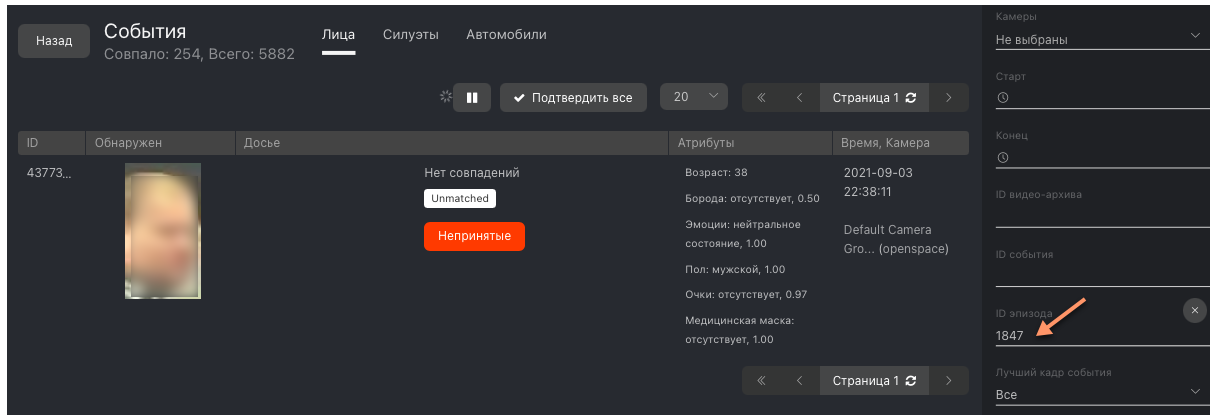 Назад
События
Совпало: 254, Всего: 5882
Лица
Силуэты
Автомобили
Подтвердить все
20
Страница 1
ID
Обнаружен
Досье
Атрибуты
Время, Камера
43773...
Нет совпадений
Unmatched
Непринятые
Возраст: 38
Борода: отсутствует, 0.50
Эмоции: нейтральное
состояние, 1.00
Пол: мужской, 1.00
Очки: отсутствует, 0.97
Медицинская маска:
отсутствует, 1.00
2021-09-03
22:38:11
Default Camera
Gro... (openspace)
Страница 1
Камеры
Не выбраны
Старт
Конец
ID видео-архива
ID события
ID эпизода
1847
Лучший кадр события
Все